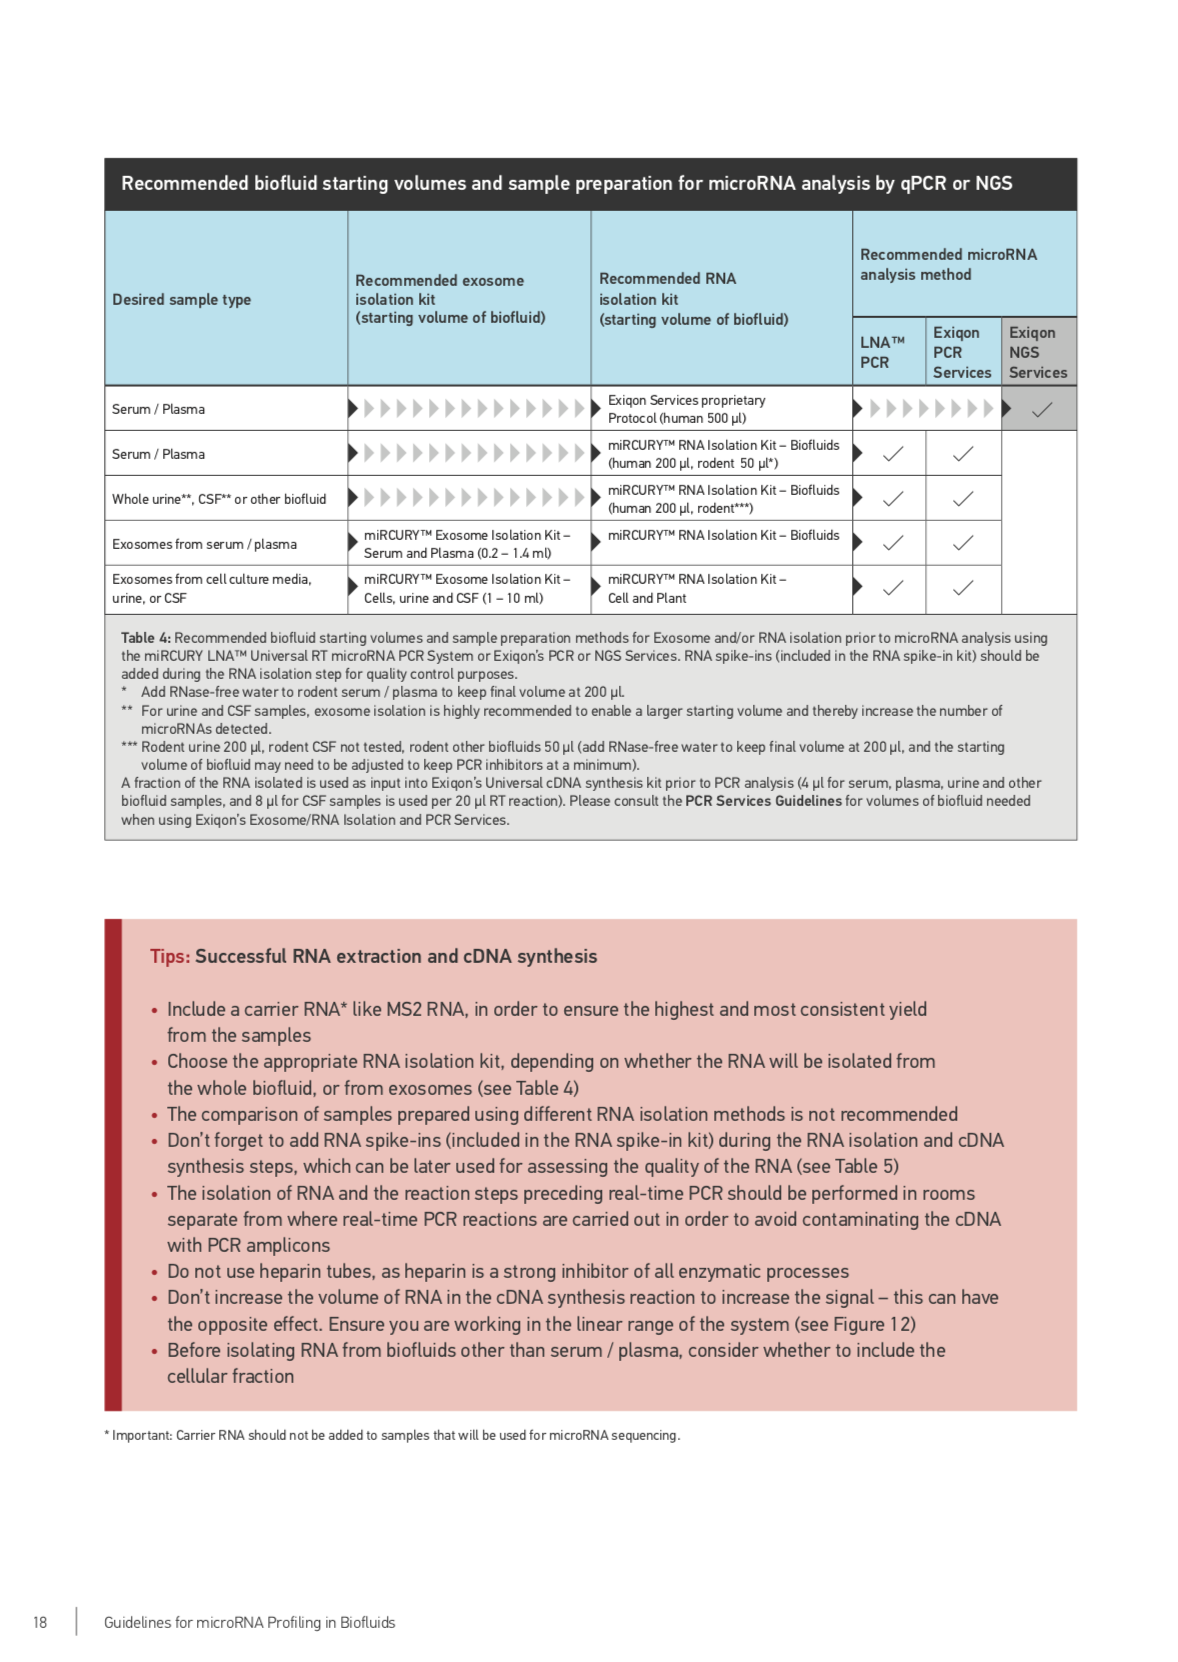 Recommended biofluid starting volumes and sample preparation for microRNA analysis by qPCR or NGS
Desired sample type
Recommended exosome
isolation kit
(starting volume of biofluid)
Recommended RNA
isolation kit
(starting volume of biofluid)
Recommended microRNA
analysis method
LNA™
PCR
Exiqon
PCR
Services
Exiqon
NGS
Services
Serum / Plasma
Exiqon Services proprietary
Protocol (human 500 µl)
✓
Serum / Plasma
miRCURY™ RNA Isolation Kit – Biofluids
(human 200 µl, rodent 50 µl*)
✓ ✓
Whole urine**, CSF** or other biofluid
miRCURY™ RNA Isolation Kit – Biofluids
(human 200 µl, rodent***)
✓ ✓
Exosomes from serum / plasma
miRCURY™ Exosome Isolation Kit –
Serum and Plasma (0.2 – 1.4 ml)
miRCURY™ RNA Isolation Kit – Biofluids
✓ ✓
Exosomes from cell culture media,
urine, or CSF
miRCURY™ Exosome Isolation Kit –
Cells, urine and CSF (1 – 10 ml)
miRCURY™ RNA Isolation Kit –
Cell and Plant
✓ ✓
Table 4: Recommended biofluid starting volumes and sample preparation methods for Exosome and/or RNA isolation prior to microRNA analysis using
the miRCURY LNA™ Universal RT microRNA PCR System or Exiqon’s PCR or NGS Services. RNA spike-ins (included in the RNA spike-in kit) should be
added during the RNA isolation step for quality control purposes.
* Add RNase-free water to rodent serum / plasma to keep final volume at 200 µl.
** For urine and CSF samples, exosome isolation is highly recommended to enable a larger starting volume and thereby increase the number of
microRNAs detected.
*** Rodent urine 200 µl, rodent CSF not tested, rodent other biofluids 50 µl (add RNase-free water to keep final volume at 200 µl, and the starting
volume of biofluid may need to be adjusted to keep PCR inhibitors at a minimum).
A fraction of the RNA isolated is used as input into Exiqon’s Universal cDNA synthesis kit prior to PCR analysis (4 µl for serum, plasma, urine and other
biofluid samples, and 8 µl for CSF samples is used per 20 µl RT reaction). Please consult the PCR Services Guidelines for volumes of biofluid needed
when using Exiqon’s Exosome/RNA Isolation and PCR Services.
Tips: Successful RNA extraction and cDNA synthesis
• Include a carrier RNA* like MS2 RNA, in order to ensure the highest and most consistent yield
from the samples
• Choose the appropriate RNA isolation kit, depending on whether the RNA will be isolated from
the whole biofluid, or from exosomes (see Table 4)
• The comparison of samples prepared using different RNA isolation methods is not recommended
• Don’t forget to add RNA spike-ins (included in the RNA spike-in kit) during the RNA isolation and cDNA
synthesis steps, which can be later used for assessing the quality of the RNA (see Table 5)
• The isolation of RNA and the reaction steps preceding real-time PCR should be performed in rooms
separate from where real-time PCR reactions are carried out in order to avoid contaminating the cDNA
with PCR amplicons
• Do not use heparin tubes, as heparin is a strong inhibitor of all enzymatic processes
• Don’t increase the volume of RNA in the cDNA synthesis reaction to increase the signal – this can have
the opposite effect. Ensure you are working in the linear range of the system (see Figure 12)
• Before isolating RNA from biofluids other than serum / plasma, consider whether to include the
cellular fraction
* Important: Carrier RNA should not be added to samples that will be used for microRNA sequencing.
18
Guidelines for microRNA Profiling in Biofluids